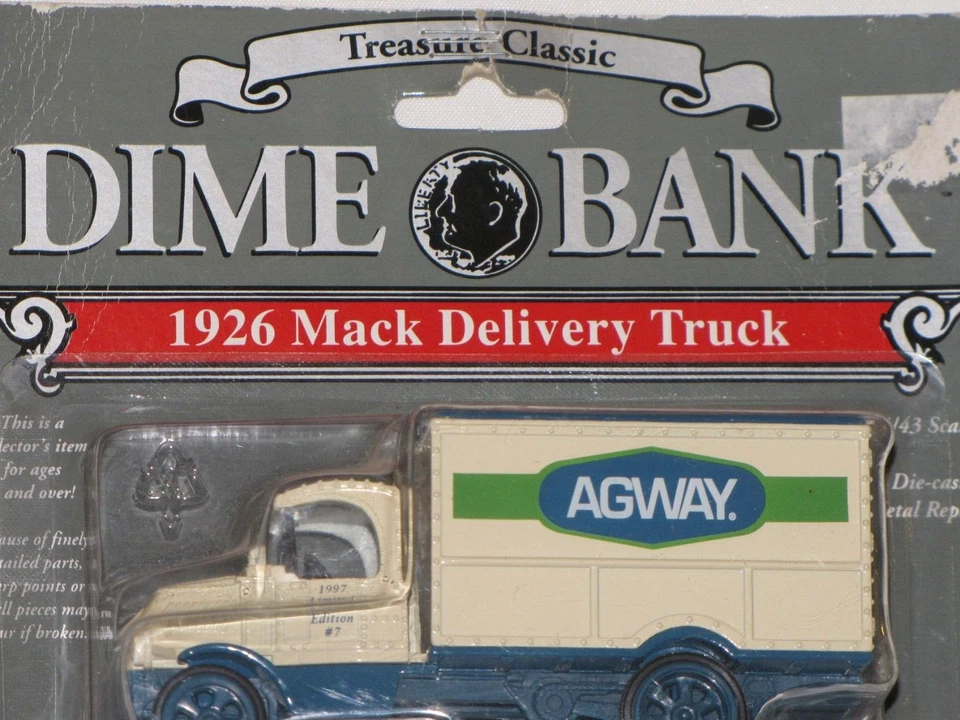 Treasure Classic
DIME BANK
LIBERTY
1926 Mack Delivery Truck
This is a
lector's item
for ages
and over!
ause of finely
tailed parts,
rp points or
ll pieces may
ur if broken.
1/43 Sca
Die-cas
etal Rep
AGWAY.
1997
Limited
Edition
#7